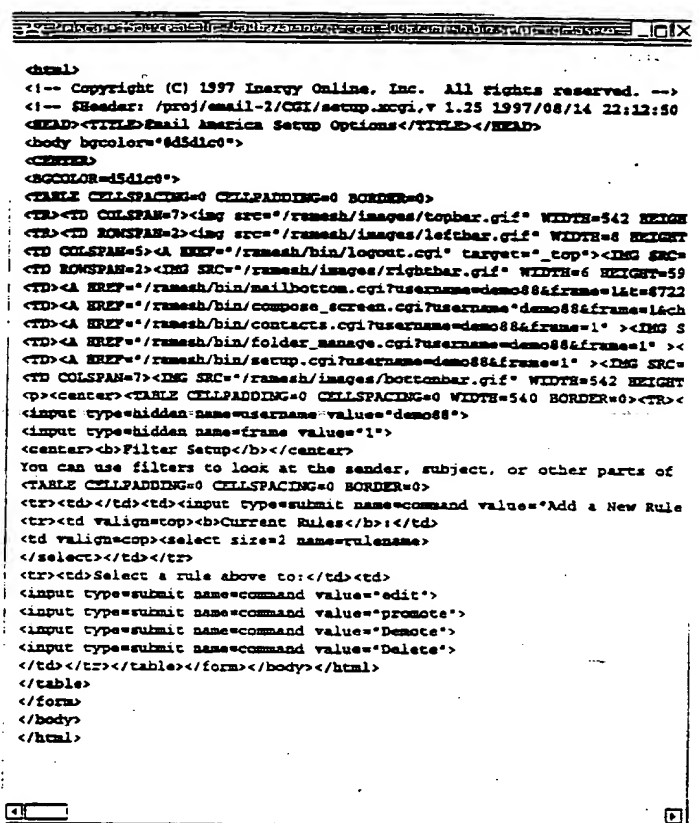 <html>
<!-- Copyright (C) 1997 Inergy Online, Inc. All rights reserved. -->
<!-- $Header: /proj/email-2/CGI/setup.xcgi,v 1.25 1997/08/14 22:12:50
<HEAD><TITLE>Email America Setup Options</TITLE></HEAD>
<body bgcolor="#d5d1c0">
<CENTER>
<BGCOLOR=d5d1c0">
<TABLE CELLSPACING=0 CELLPADDING=0 BORDER=0>
<TR><TD COLSPAN=7><img src="/ramesh/images/topbar.gif" WIDTH=542 HEIGH
<TR><TD ROWSPAN=2><img src="/ramesh/images/leftbar.gif" WIDTH=8 HEIGHT
<TD COLSPAN=5><A HREF="/ramesh/bin/logout.cgi" target="_top"><IMG SRC=
<TD ROWSPAN=2><IMG SRC="/ramesh/images/rightbar.gif" WIDTH=6 HEIGHT=59
<TD><A HREF="/ramesh/bin/mailbottom.cgi?username=demo88&frame=1&t=8722
<TD><A HREF="/ramesh/bin/compose_screen.cgi?username"demo88&frame=1&ch
<TD><A HREF="/ramesh/bin/contacts.cgi?username=demo88&frame=1" ><IMG S
<TD><A HREF="/ramesh/bin/folder_manage.cgi?username=demo88&frame=1" ><
<TD><A HREF="/ramesh/bin/setup.cgi?username=demo88&frame=1" ><IMG SRC=
<TD COLSPAN=7><IMG SRC="/ramesh/images/bottonbar.gif" WIDTH=542 HEIGHT
<p><center><TABLE CELLPADDING=0 CELLSPACING=0 WIDTH=540 BORDER=0><TR><
<input type=hidden name=username value="demo88">
<input type=hidden name=frame value="1">
<center><b>Filter Setup</b></center>
You can use filters to look at the sender, subject, or other parts of
<TABLE CELLPADDING=0 CELLSPACING=0 BORDER=0>
<tr><td></td><td><input type=submit name=command value="Add a New Rule
<tr><td valign=top><b>Current Rules</b>:</td>
<td valign=top><select size=2 name=rulename>
</select></td></tr>
<tr><td>Select a rule above to:</td><td>
<input type=submit name=command value="edit">
<input type=submit name=command value="promote">
<input type=submit name=command value="Demote">
<input type=submit name=command value="Delete">
</td></tr></table></form></body></html>
</table>
</form>
</body>
</html>